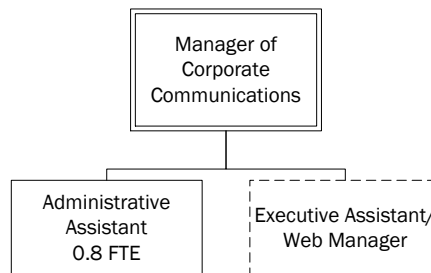 Manager of
Corporate
Communications
Administrative
Assistant
0.8 FTE
Executive Assistant/
Web Manager